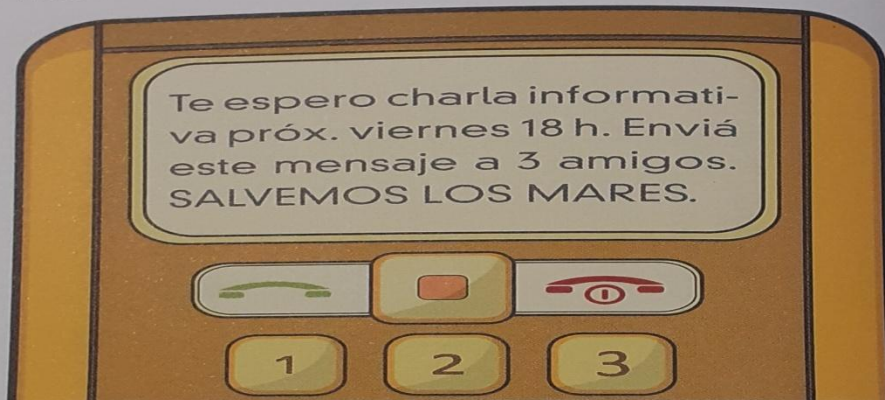 Te espero charla informati-
va próx. viernes 18 h. Enviá
este mensaje a 3 amigos.
SALVEMOS LOS MARES.
1 2 3